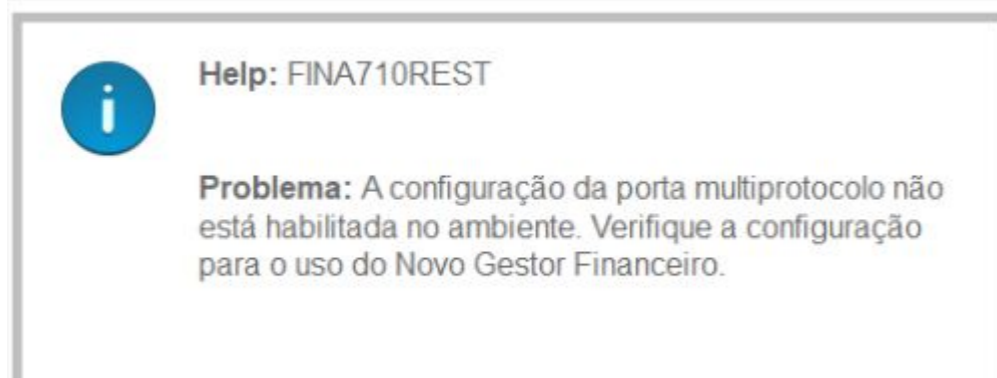 Help: FINA710REST
Problema: A configuração da porta multiprotocolo não
está habilitada no ambiente. Verifique a configuração
para o uso do Novo Gestor Financeiro.